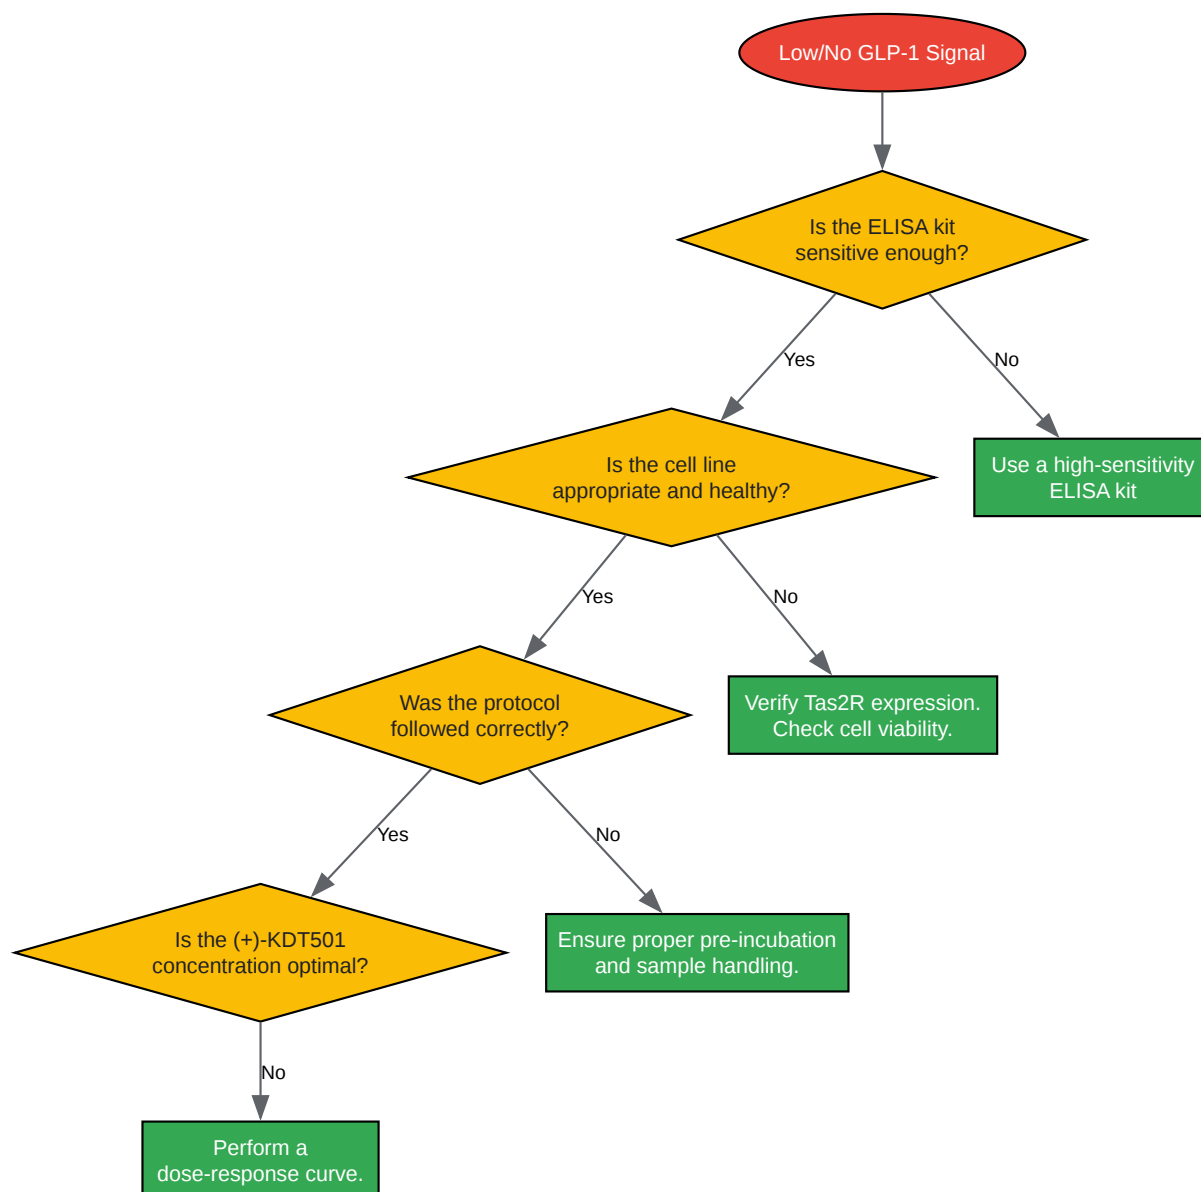 Low/No GLP-1 Signal
Is the ELISA kit
sensitive enough?
Yes
No
Is the cell line
appropriate and healthy?
Use a high-sensitivity
ELISA kit
Yes
No
Was the protocol
followed correctly?
Verify Tas2R expression.
Check cell viability.
Yes
No
Is the (+)-KDT501
concentration optimal?
Ensure proper pre-incubation
and sample handling.
No
Perform a
dose-response curve.